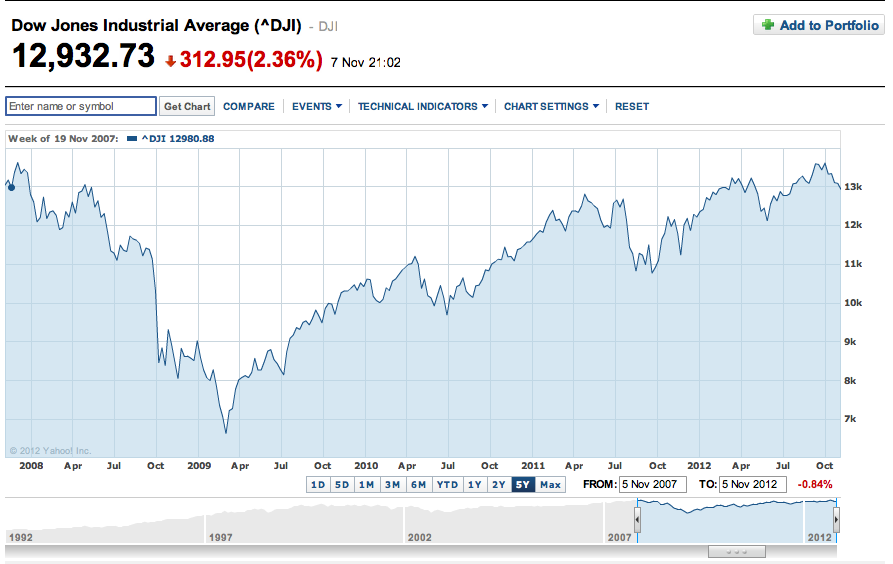 Dow Jones Industrial Average (^DJI) - DJI
Add to Portfolio
12,932.73 312.95(2.36%) 7 Nov 21:02
Enter name or symbol Get Chart COMPARE EVENTS TECHNICAL INDICATORS CHART SETTINGS RESET
Week of 19 Nov 2007: ^DJI 12980.88
13k
12k
11k
10k
9k
8k
7k
© 2012 Yahoo! Inc.
2008 Apr Jul Oct 2009 Apr Jul Oct 2010 Apr Jul Oct 2011 Apr Jul Oct 2012 Apr Jul Oct
1D 5D 1M 3M 6M YTD 1Y 2Y 5Y Max FROM: 5 Nov 2007 TO: 5 Nov 2012 -0.84%
1992 1997 2002 2007 2012